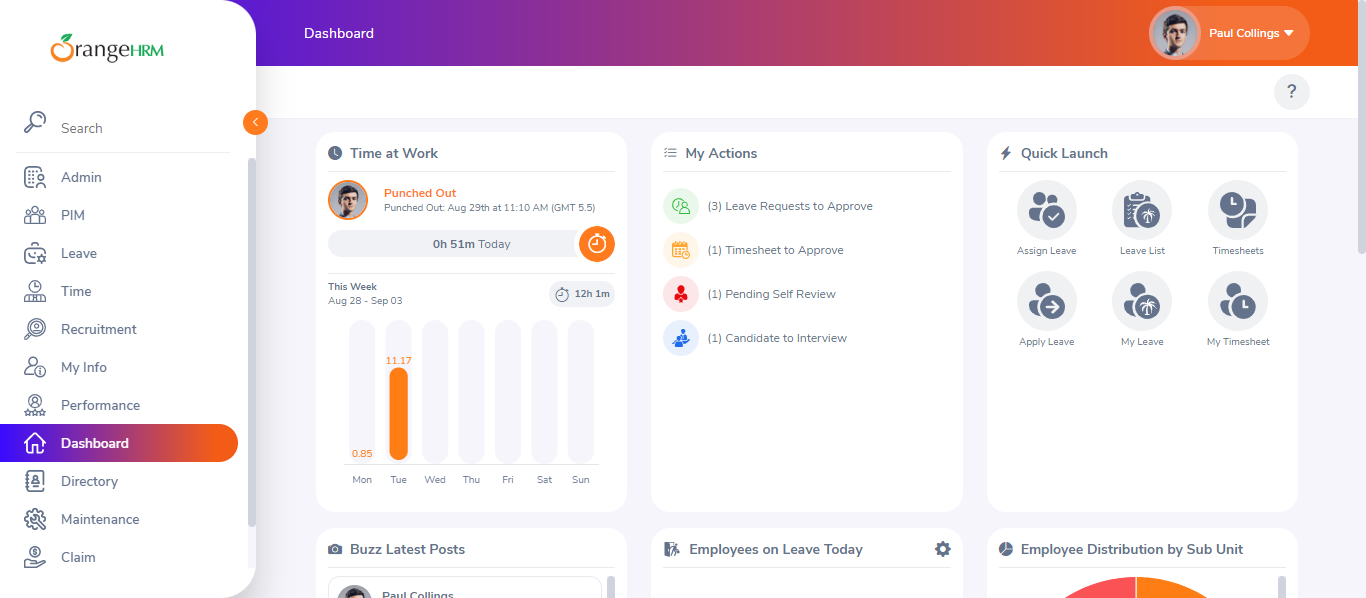 OrangeHRM
Dashboard
Paul Collings
?
Search
Admin
PIM
Leave
Time
Recruitment
My Info
Performance
Dashboard
Directory
Maintenance
Claim
Time at Work
Punched Out
Punched Out: Aug 29th at 11:10 AM (GMT 5.5)
0h 51m Today
This Week
Aug 28 - Sep 03
12h 1m
11.17
0.85
Mon Tue Wed Thu Fri Sat Sun
My Actions
(3) Leave Requests to Approve
(1) Timesheet to Approve
(1) Pending Self Review
(1) Candidate to Interview
Quick Launch
Assign Leave Leave List Timesheets
Apply Leave My Leave My Timesheet
Buzz Latest Posts
Paul Collings
Employees on Leave Today
Employee Distribution by Sub Unit